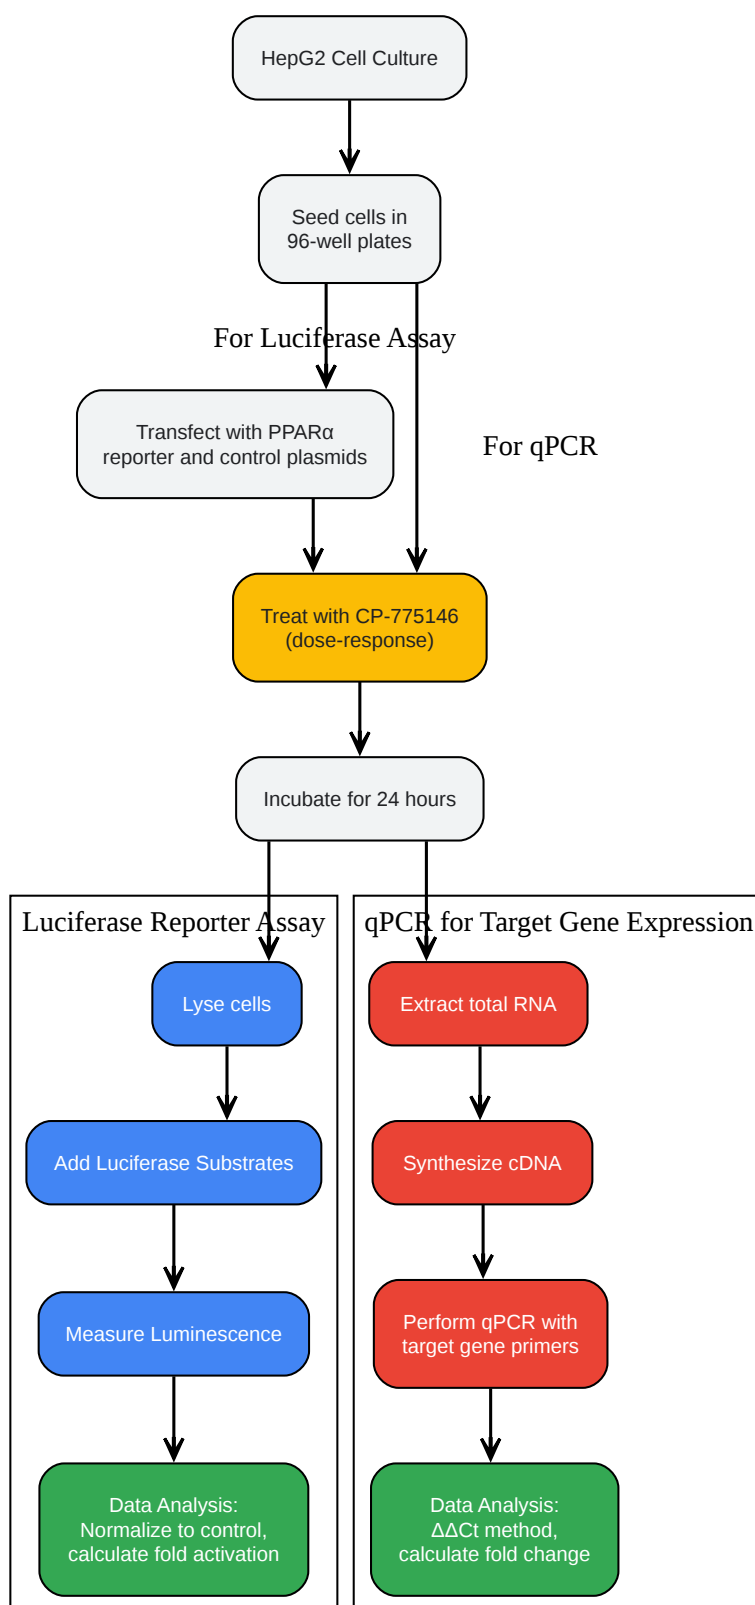 HepG2 Cell Culture
Seed cells in
96-well plates
For Luciferase Assay
Transfect with PPARα
reporter and control plasmids
For qPCR
Treat with CP-775146
(dose-response)
Incubate for 24 hours
Luciferase Reporter Assay
Lyse cells
Add Luciferase Substrates
Measure Luminescence
Data Analysis:
Normalize to control,
calculate fold activation
qPCR for Target Gene Expression
Extract total RNA
Synthesize cDNA
Perform qPCR with
target gene primers
Data Analysis:
ΔΔCt method,
calculate fold change